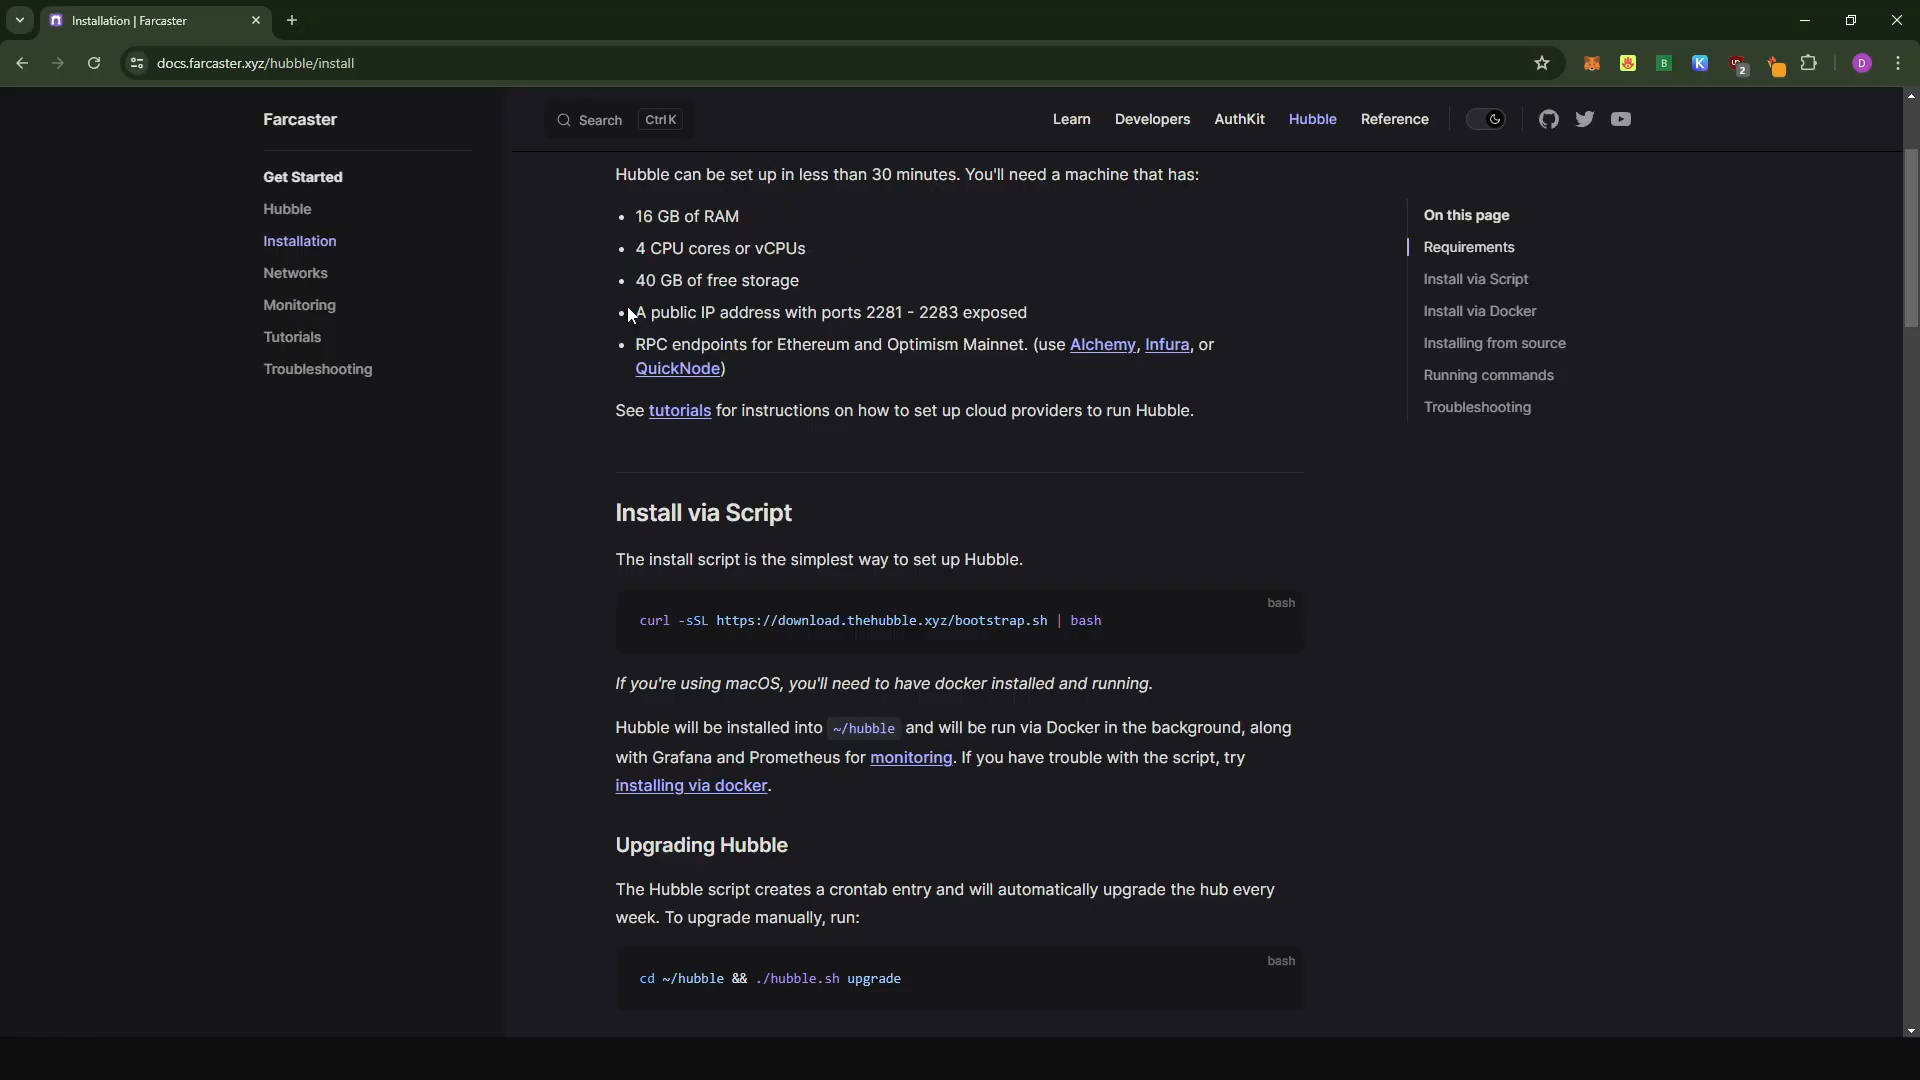 Installation | Farcaster
docs.farcaster.xyz/hubble/install
2
D
Farcaster
Search Ctrl K
Learn Developers AuthKit Hubble Reference
Get Started
Hubble
Installation
Networks
Monitoring
Tutorials
Troubleshooting
Hubble can be set up in less than 30 minutes. You'll need a machine that has:
• 16 GB of RAM
• 4 CPU cores or vCPUs
• 40 GB of free storage
• A public IP address with ports 2281 - 2283 exposed
• RPC endpoints for Ethereum and Optimism Mainnet. (use Alchemy, Infura, or
QuickNode)
See tutorials for instructions on how to set up cloud providers to run Hubble.
Install via Script
The install script is the simplest way to set up Hubble.
bash
curl -sSL https://download.thehubble.xyz/bootstrap.sh | bash
If you're using macOS, you'll need to have docker installed and running.
Hubble will be installed into ~/hubble and will be run via Docker in the background, along
with Grafana and Prometheus for monitoring. If you have trouble with the script, try
installing via docker.
Upgrading Hubble
The Hubble script creates a crontab entry and will automatically upgrade the hub every
week. To upgrade manually, run:
bash
cd ~/hubble && ./hubble.sh upgrade
On this page
Requirements
Install via Script
Install via Docker
Installing from source
Running commands
Troubleshooting